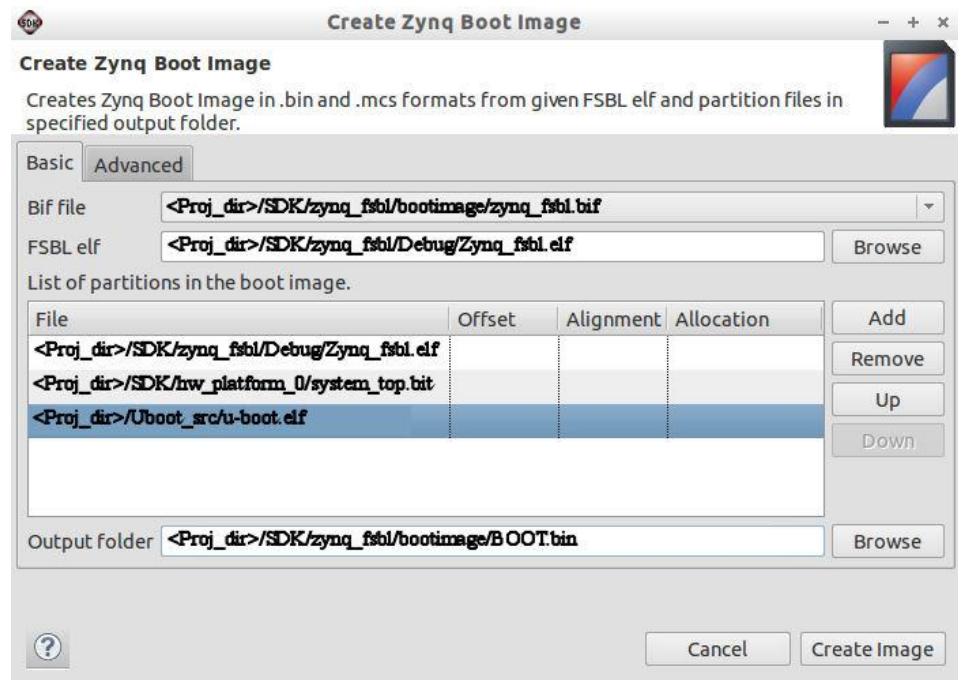 SDK Create Zynq Boot Image - + ×
Create Zynq Boot Image
Creates Zynq Boot Image in .bin and .mcs formats from given FSBL elf and partition files in
specified output folder.
Basic Advanced
Bif file <Proj_dir>/SDK/zynq_fsbl/bootimage/zynq_fsbl.bif
FSBL elf <Proj_dir>/SDK/zynq_fsbl/Debug/Zynq_fsbl.elf Browse
List of partitions in the boot image.
File Offset Alignment Allocation Add
<Proj_dir>/SDK/zynq_fsbl/Debug/Zynq_fsbl.elf
Remove
<Proj_dir>/SDK/hw_platform_0/system_top.bit
Up
<Proj_dir>/Uboot_src/u-boot.elf
Down
Output folder <Proj_dir>/SDK/zynq_fsbl/bootimage/BOOT.bin Browse
? Cancel Create Image